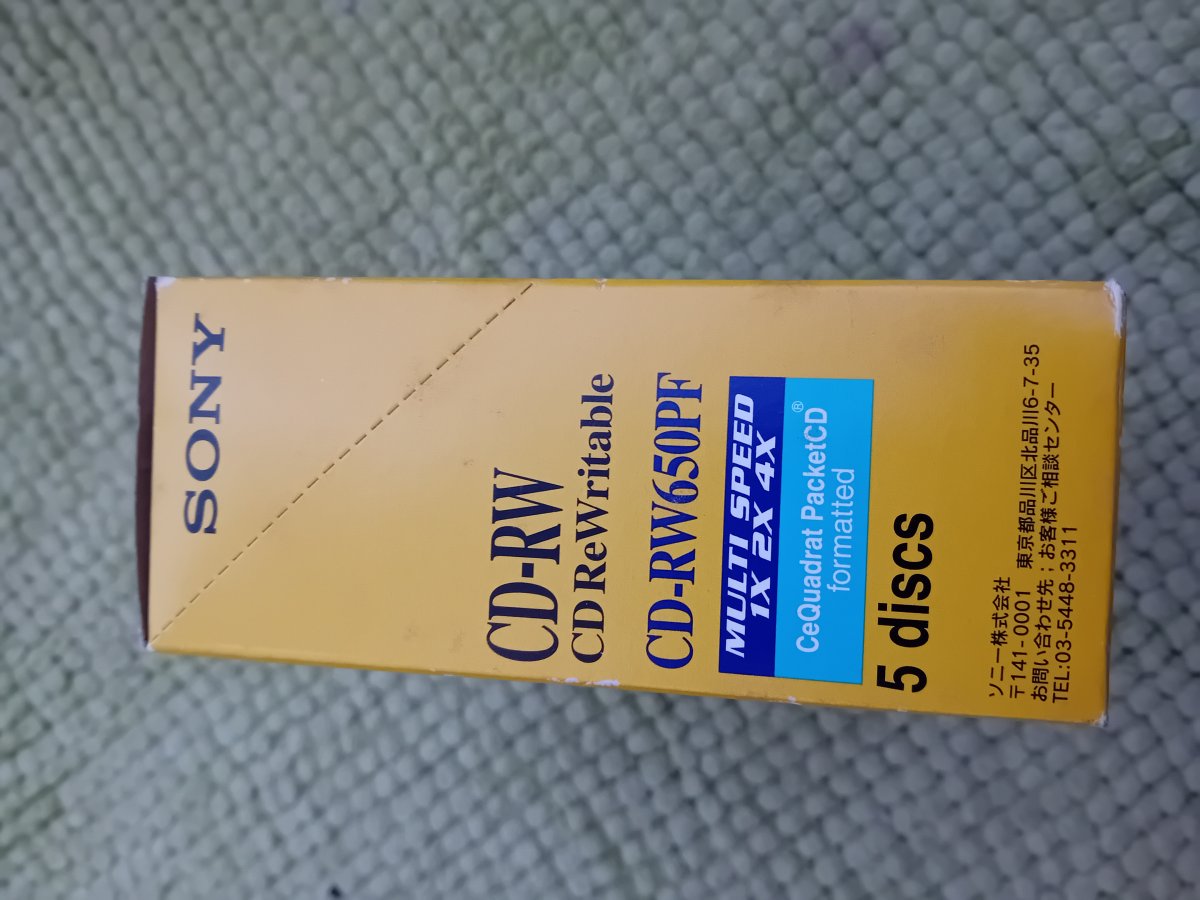 SONY
CD-RW
CD ReWritable
CD-RW650PF
MULTI SPEED
1X 2X 4X
CeQuadrat PacketCD®
formatted
5 discs
ソニー株式会社
〒141-0001 東京都品川区北品川6-7-35
お問い合わせ先；お客様ご相談センター
TEL:03-5448-3311